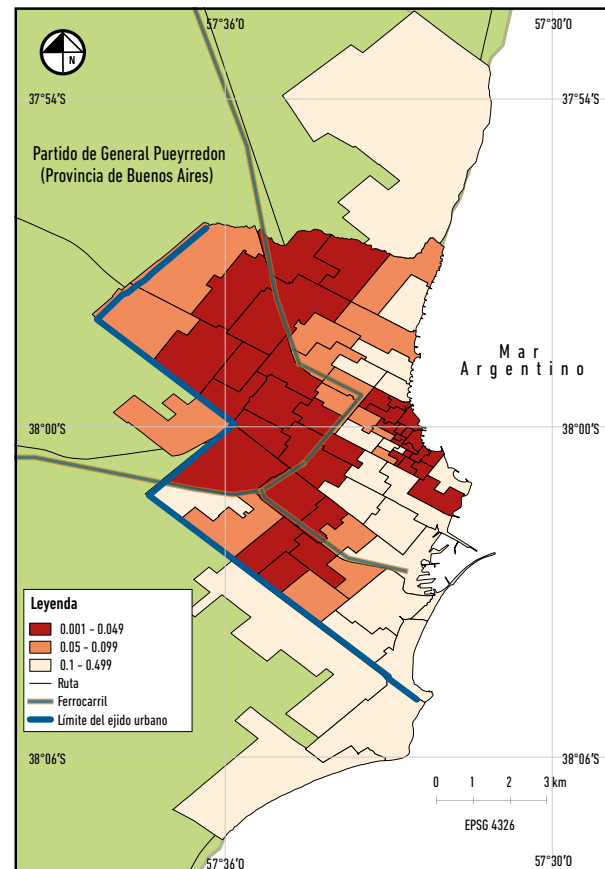 57°36′O
57°30′O
N
37°54′S
37°54′S
Partido de General Pueyrredon
(Provincia de Buenos Aires)
Mar
Argentino
38°00′S
38°00′S
Leyenda
0.001 - 0.049
0.05 - 0.099
0.1 - 0.499
Ruta
Ferrocarril
Límite del ejido urbano
38°06′S
38°06′S
0 1 2 3 km
EPSG 4326
57°36′O
57°30′O